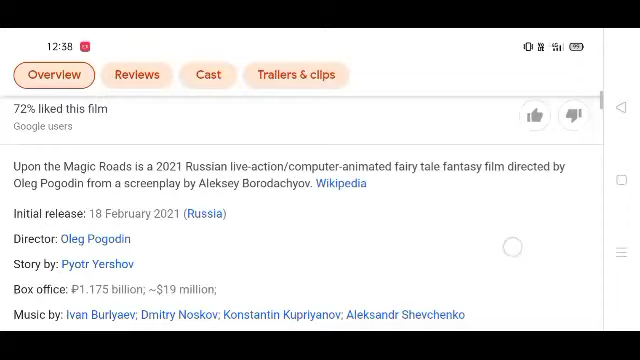 12:38
Overview Reviews Cast Trailers & clips
72% liked this film
Google users
Upon the Magic Roads is a 2021 Russian live-action/computer-animated fairy tale fantasy film directed by
Oleg Pogodin from a screenplay by Aleksey Borodachyov. Wikipedia
Initial release: 18 February 2021 (Russia)
Director: Oleg Pogodin
Story by: Pyotr Yershov
Box office: ₽1.175 billion; ~$19 million;
Music by: Ivan Burlyaev; Dmitry Noskov; Konstantin Kupriyanov; Aleksandr Shevchenko